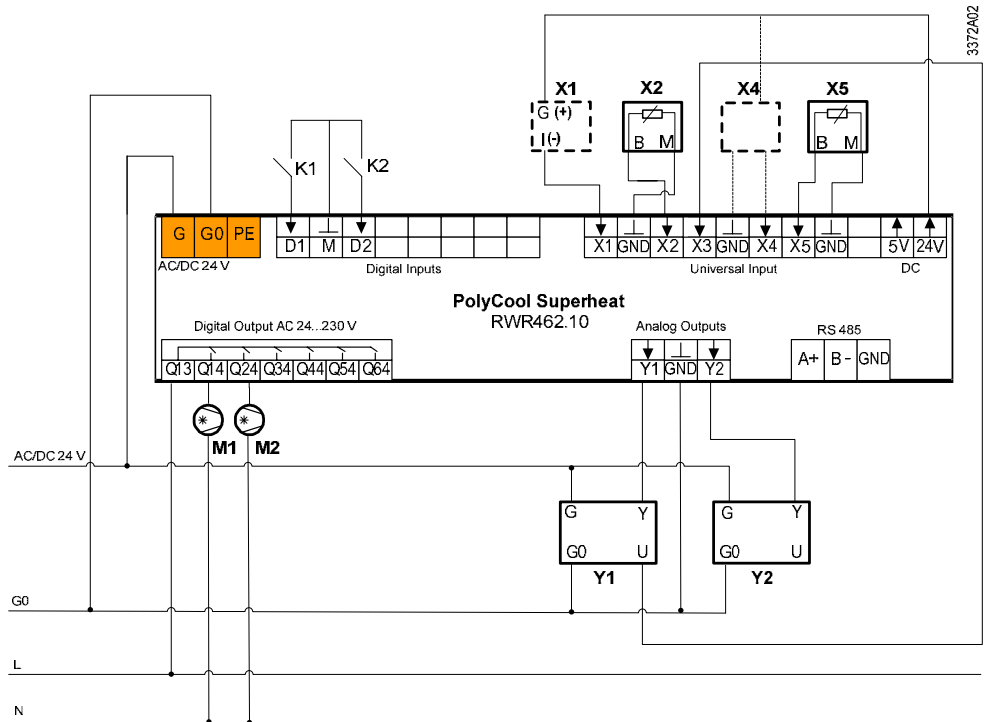 3372A02
X1 X2 X4 X5
G (+)
I (-)
B M
B M
K1 K2
G G0 PE
D1 M D2
X1 GND X2 X3 GND X4 X5 GND 5V 24V
AC/DC 24 V
Digital Inputs
Universal Input
DC
PolyCool Superheat
RWR462.10
Digital Output AC 24...230 V
Analog Outputs
RS 485
Q13 Q14 Q24 Q34 Q44 Q54 Q64
Y1 GND Y2
A+ B - GND
M1 M2
AC/DC 24 V
G Y
G0 U
Y1
G Y
G0 U
Y2
G0
L
N